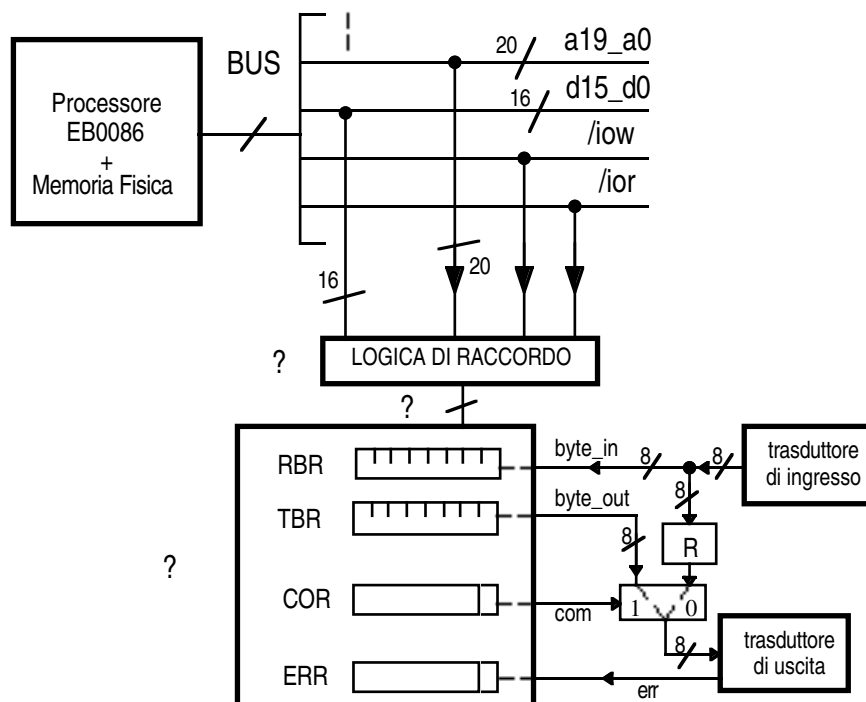 BUS
20
a19_a0
16
d15_d0
/iow
/ior
Processore
EB0086
+
Memoria Fisica
16
20
?
LOGICA DI RACCORDO
?
RBR
byte_in
8
8
trasduttore
di ingresso
TBR
byte_out
8
8
R
?
COR
com
1
0
8
trasduttore
di uscita
ERR
err